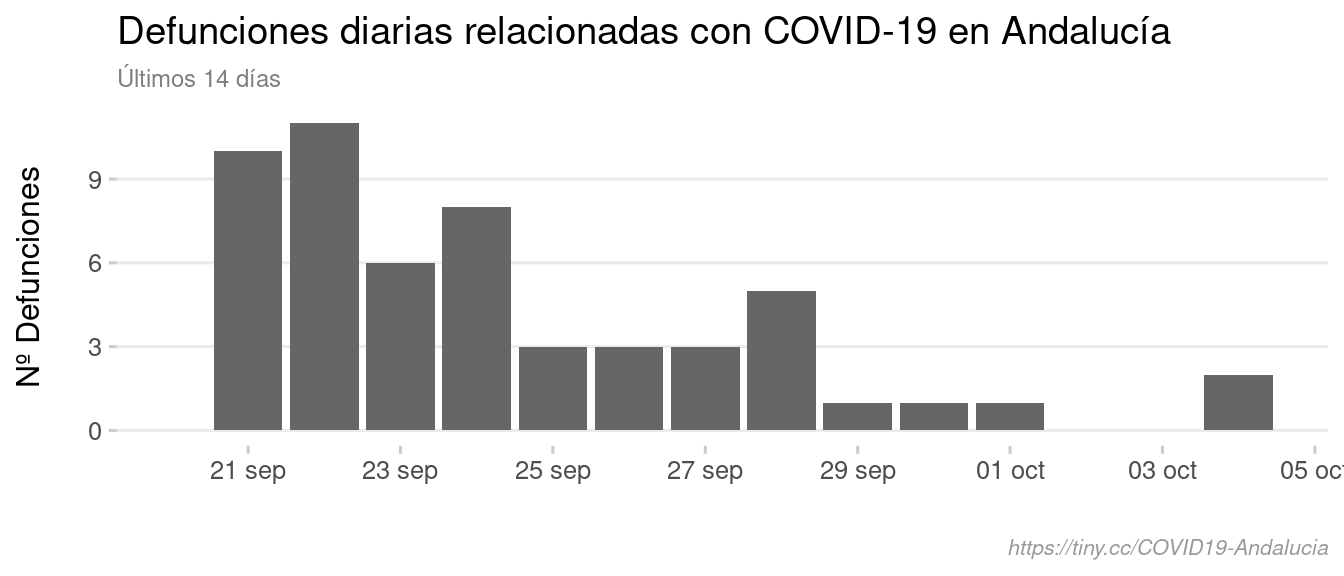 Defunciones diarias relacionadas con COVID-19 en Andalucía
Últimos 14 días
Nº Defunciones
9
6
3
0
21 sep 23 sep 25 sep 27 sep 29 sep 01 oct 03 oct 05 oct
https://tiny.cc/COVID19-Andalucia